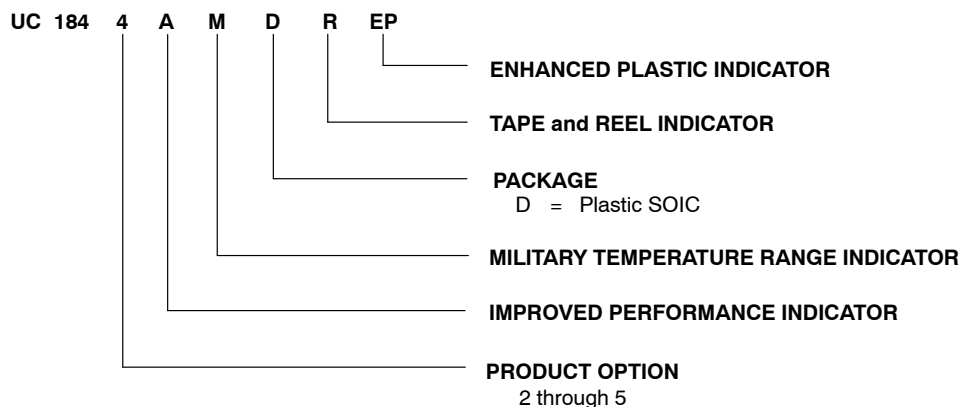 UC 184 4 A M D R EP
ENHANCED PLASTIC INDICATOR
TAPE and REEL INDICATOR
PACKAGE
D = Plastic SOIC
MILITARY TEMPERATURE RANGE INDICATOR
IMPROVED PERFORMANCE INDICATOR
PRODUCT OPTION
2 through 5